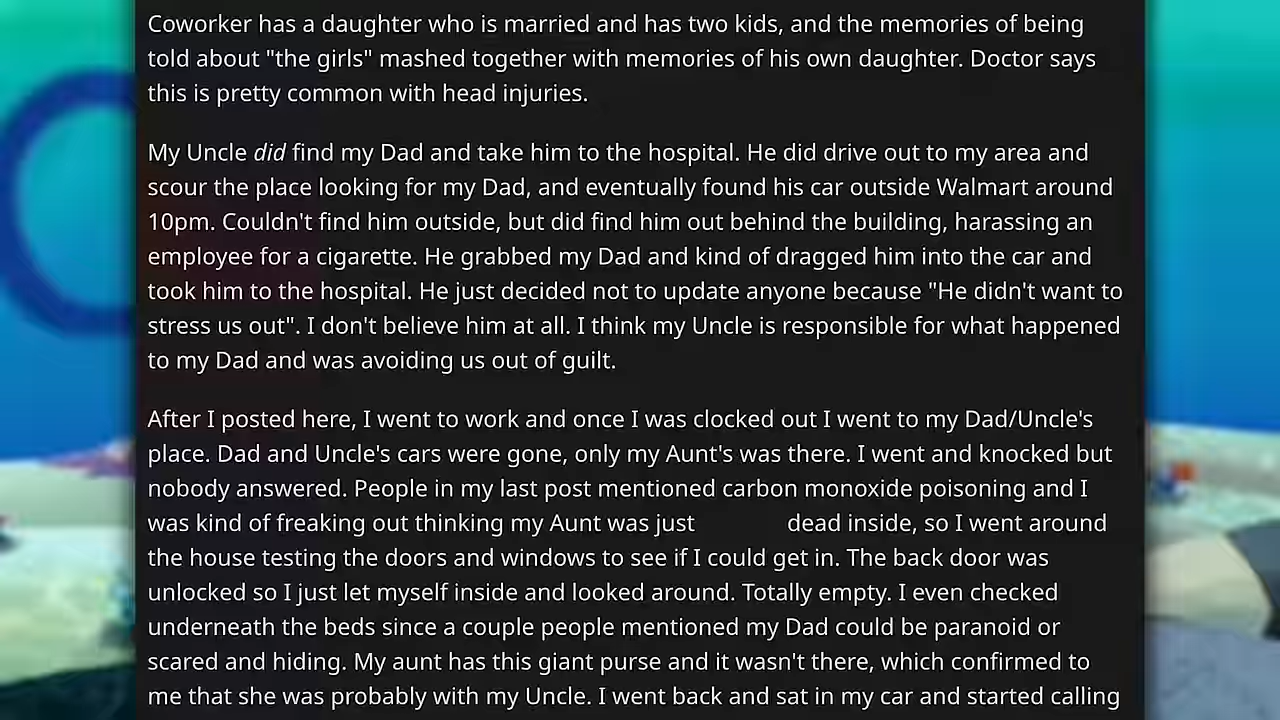 Coworker has a daughter who is married and has two kids, and the memories of being
told about "the girls" mashed together with memories of his own daughter. Doctor says
this is pretty common with head injuries.
My Uncle did find my Dad and take him to the hospital. He did drive out to my area and
scour the place looking for my Dad, and eventually found his car outside Walmart around
10pm. Couldn't find him outside, but did find him out behind the building, harassing an
employee for a cigarette. He grabbed my Dad and kind of dragged him into the car and
took him to the hospital. He just decided not to update anyone because "He didn't want to
stress us out". I don't believe him at all. I think my Uncle is responsible for what happened
to my Dad and was avoiding us out of guilt.
After I posted here, I went to work and once I was clocked out I went to my Dad/Uncle's
place. Dad and Uncle's cars were gone, only my Aunt's was there. I went and knocked but
nobody answered. People in my last post mentioned carbon monoxide poisoning and I
was kind of freaking out thinking my Aunt was just dead inside, so I went around
the house testing the doors and windows to see if I could get in. The back door was
unlocked so I just let myself inside and looked around. Totally empty. I even checked
underneath the beds since a couple people mentioned my Dad could be paranoid or
scared and hiding. My aunt has this giant purse and it wasn't there, which confirmed to
me that she was probably with my Uncle. I went back and sat in my car and started calling